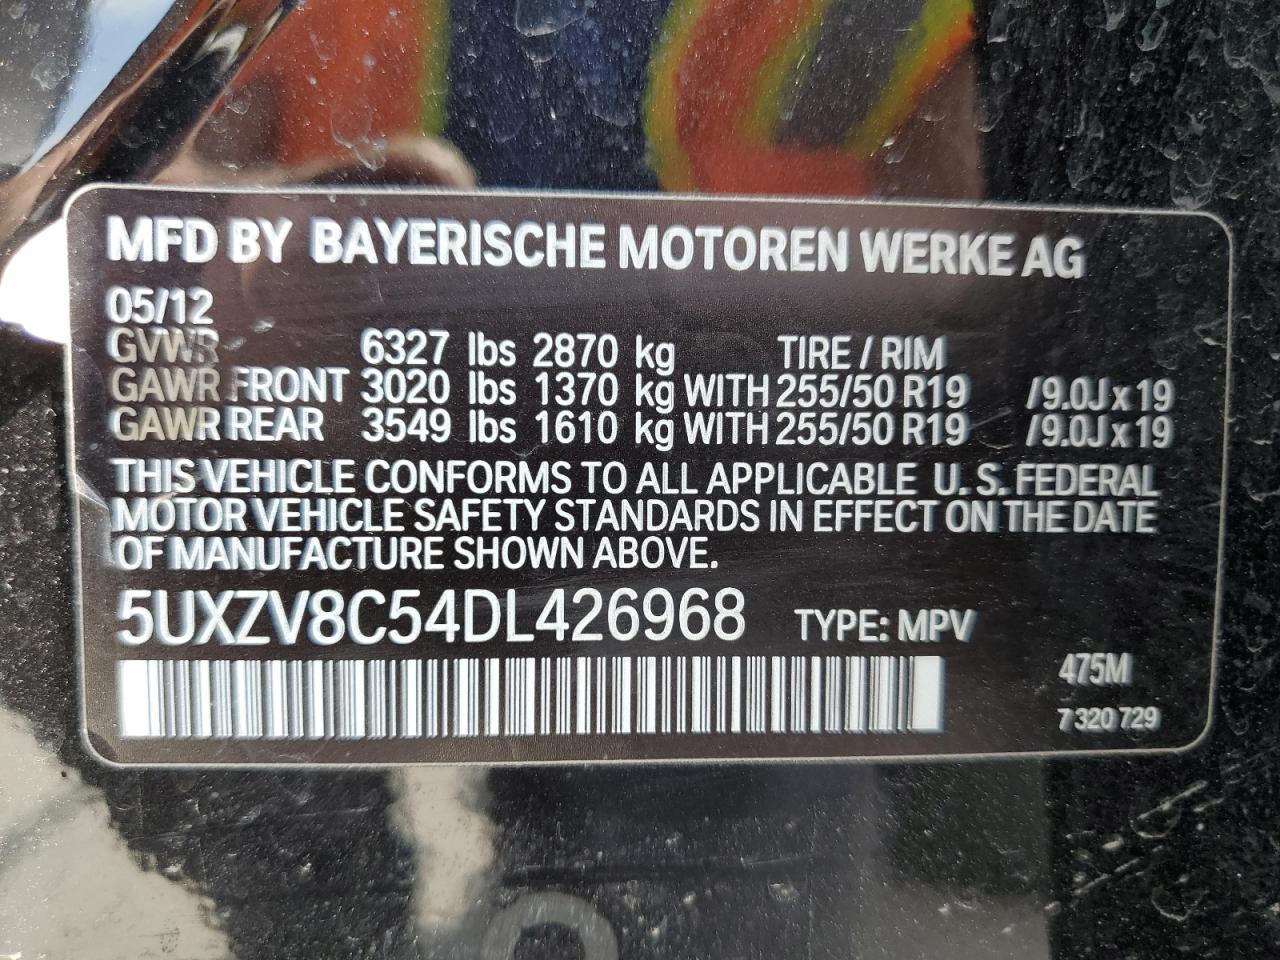 MFD BY BAYERISCHE MOTOREN WERKE AG
05/12
GVWR 6327 lbs 2870 kg TIRE / RIM
GAWR FRONT 3020 lbs 1370 kg WITH 255/50 R19 /9.0J x 19
GAWR REAR 3549 lbs 1610 kg WITH 255/50 R19 /9.0J x 19
THIS VEHICLE CONFORMS TO ALL APPLICABLE U.S. FEDERAL
MOTOR VEHICLE SAFETY STANDARDS IN EFFECT ON THE DATE
OF MANUFACTURE SHOWN ABOVE.
5UXZV8C54DL426968 TYPE: MPV
475M
7 320 729